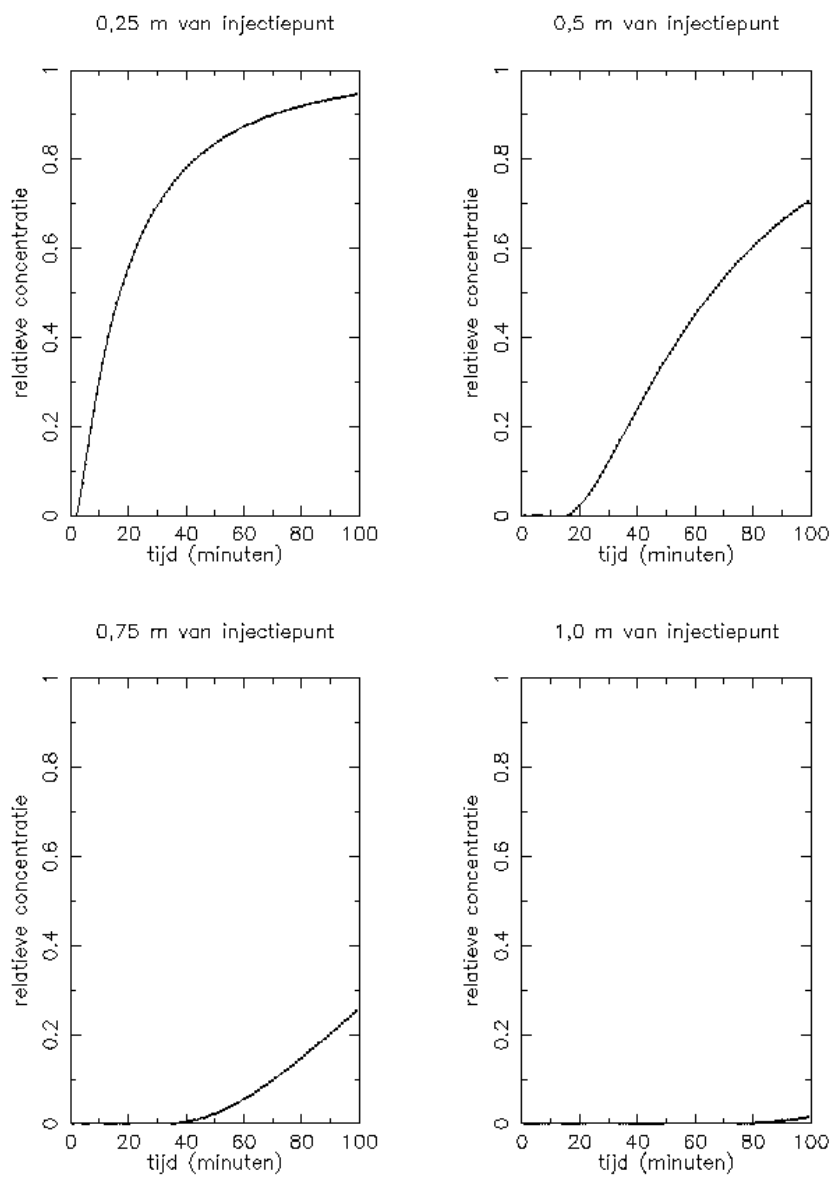 0,25 m van injectiepunt
relatieve concentratie
1
0.8
0.6
0.4
0.2
0
0 20 40 60 80 100
tijd (minuten)
0,5 m van injectiepunt
relatieve concentratie
1
0.8
0.6
0.4
0.2
0
0 20 40 60 80 100
tijd (minuten)
0,75 m van injectiepunt
relatieve concentratie
1
0.8
0.6
0.4
0.2
0
0 20 40 60 80 100
tijd (minuten)
1,0 m van injectiepunt
relatieve concentratie
1
0.8
0.6
0.4
0.2
0
0 20 40 60 80 100
tijd (minuten)